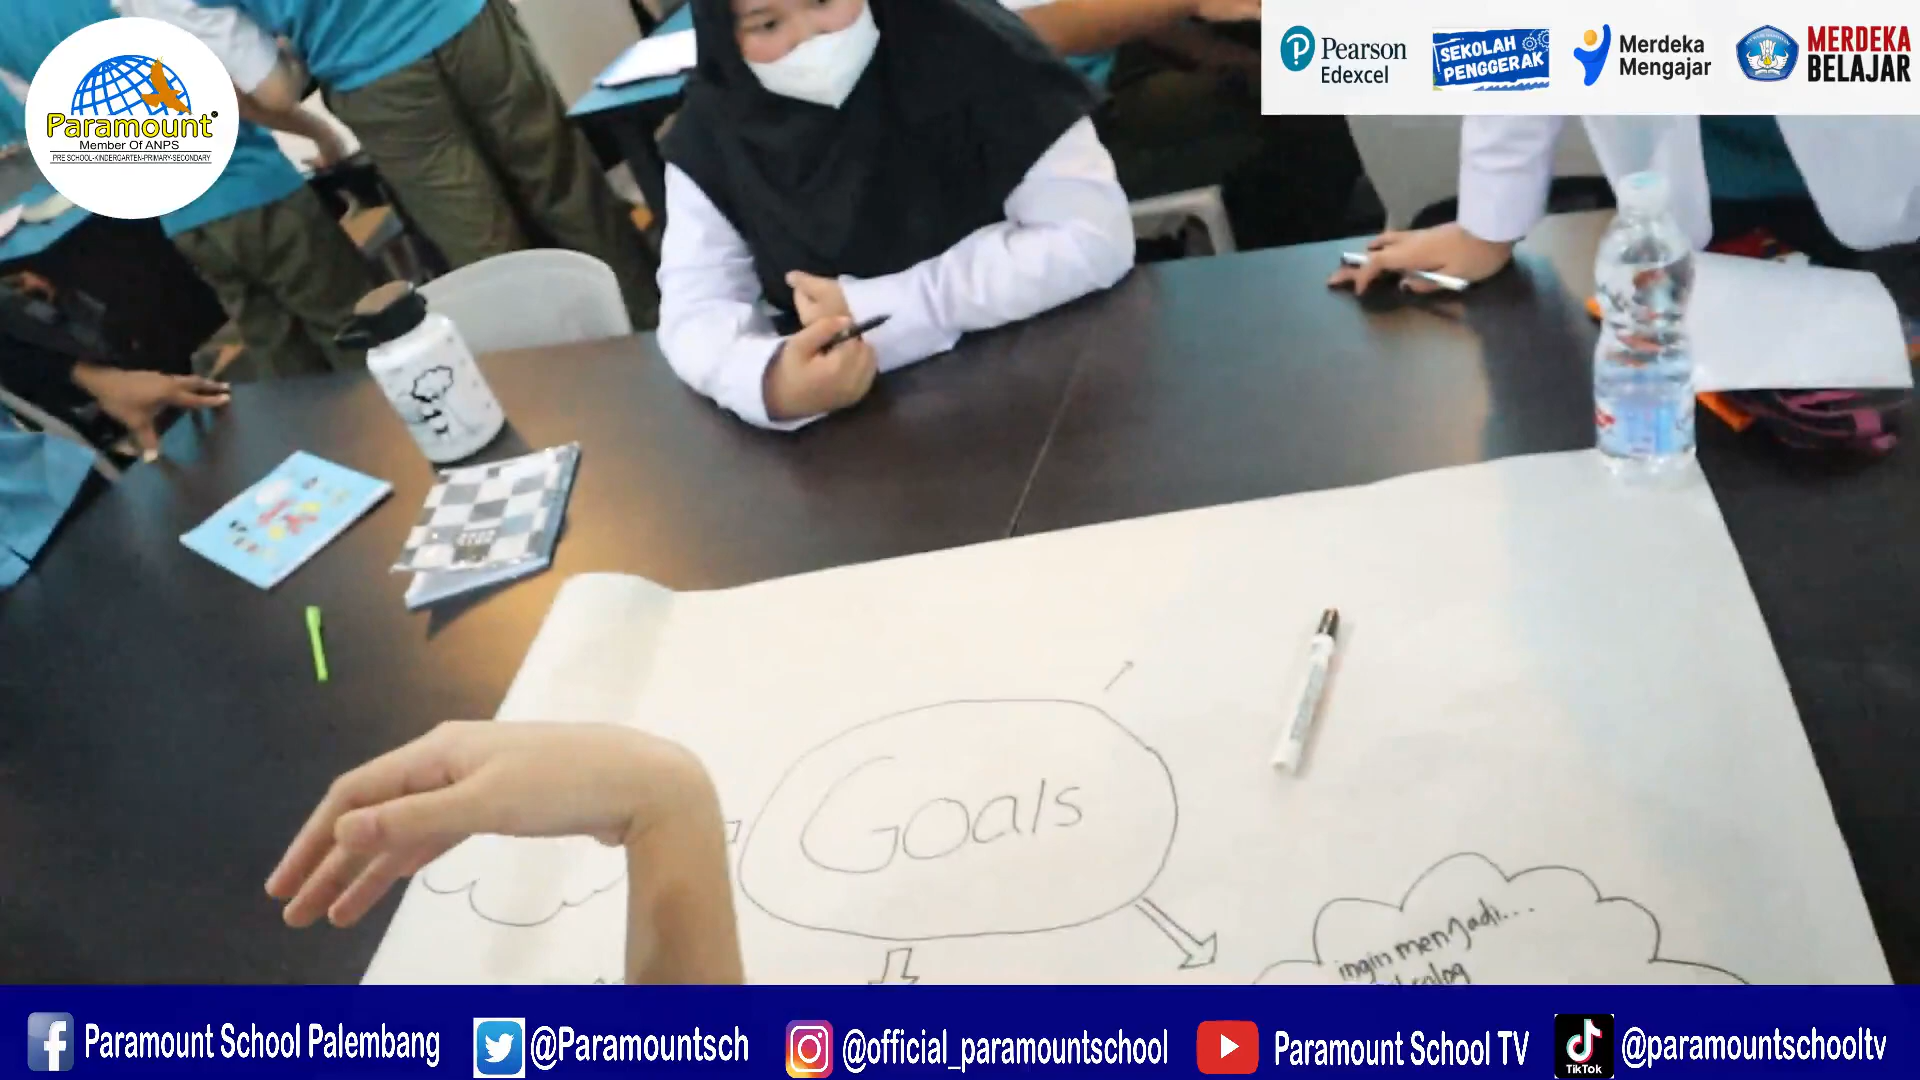 Paramount
Member Of ANPS
PRE SCHOOL-KINDERGARTEN-PRIMARY-SECONDARY
Pearson
Edexcel
SEKOLAH
PENGGERAK
Merdeka
Mengajar
MERDEKA
BELAJAR
Goals
ingin menjadi...
Paramount School Palembang
@Paramountsch
@official_paramountschool
Paramount School TV
TikTok
@paramountschooltv